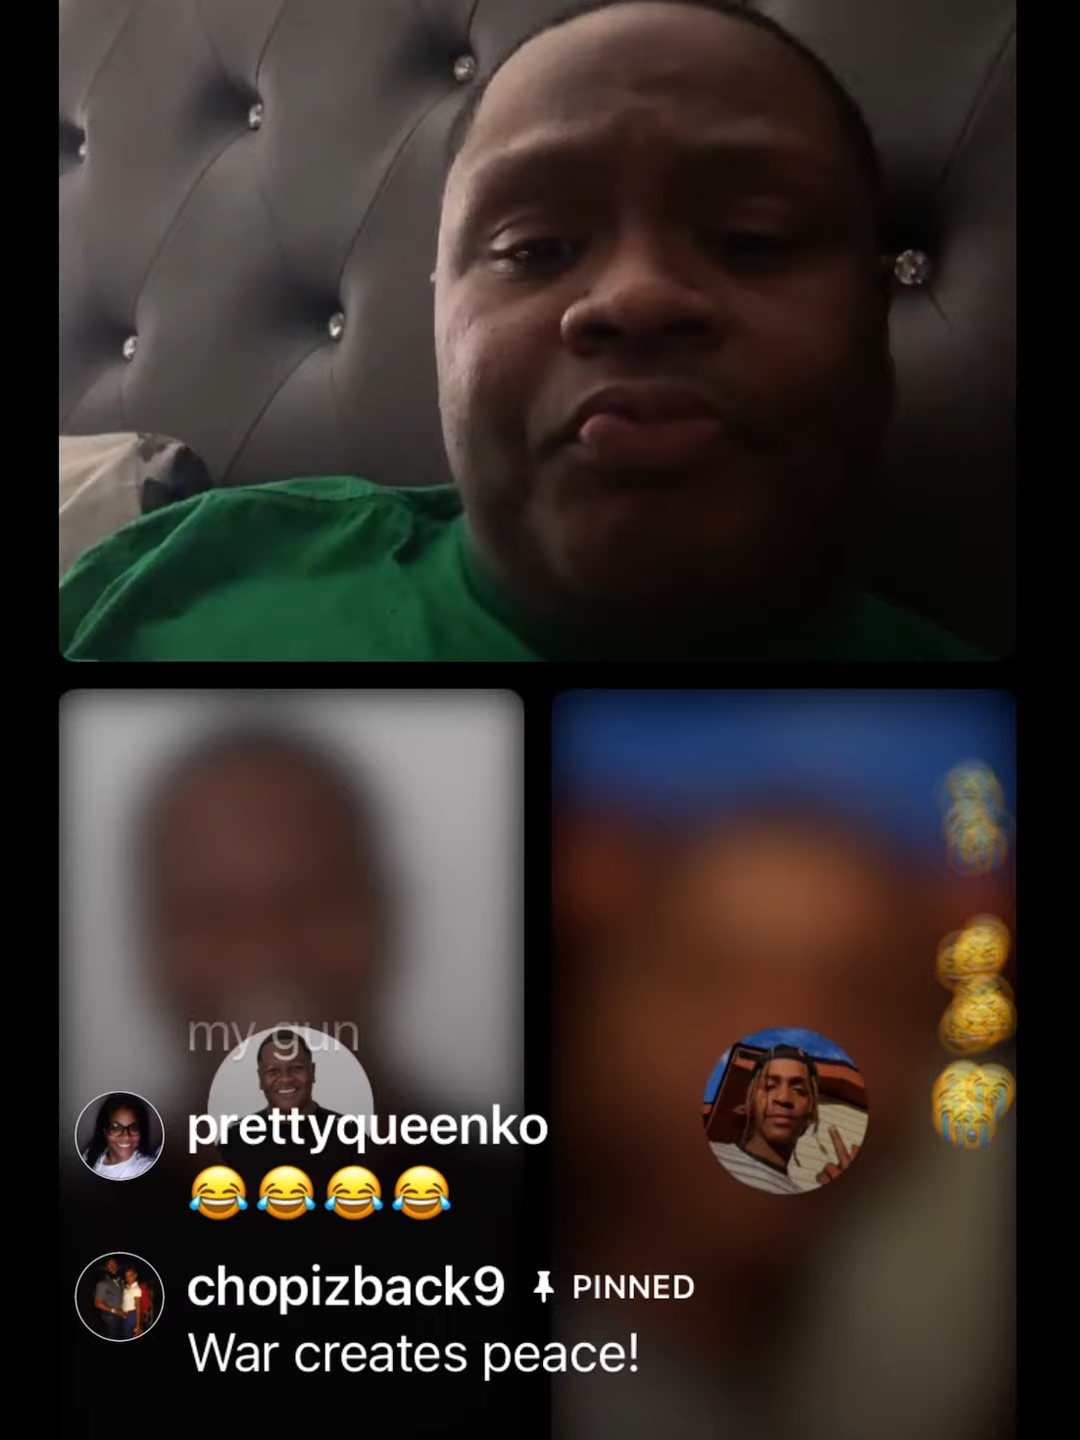 my gun
prettyqueenko
😂😂😂😂
chopizback9 PINNED
War creates peace!